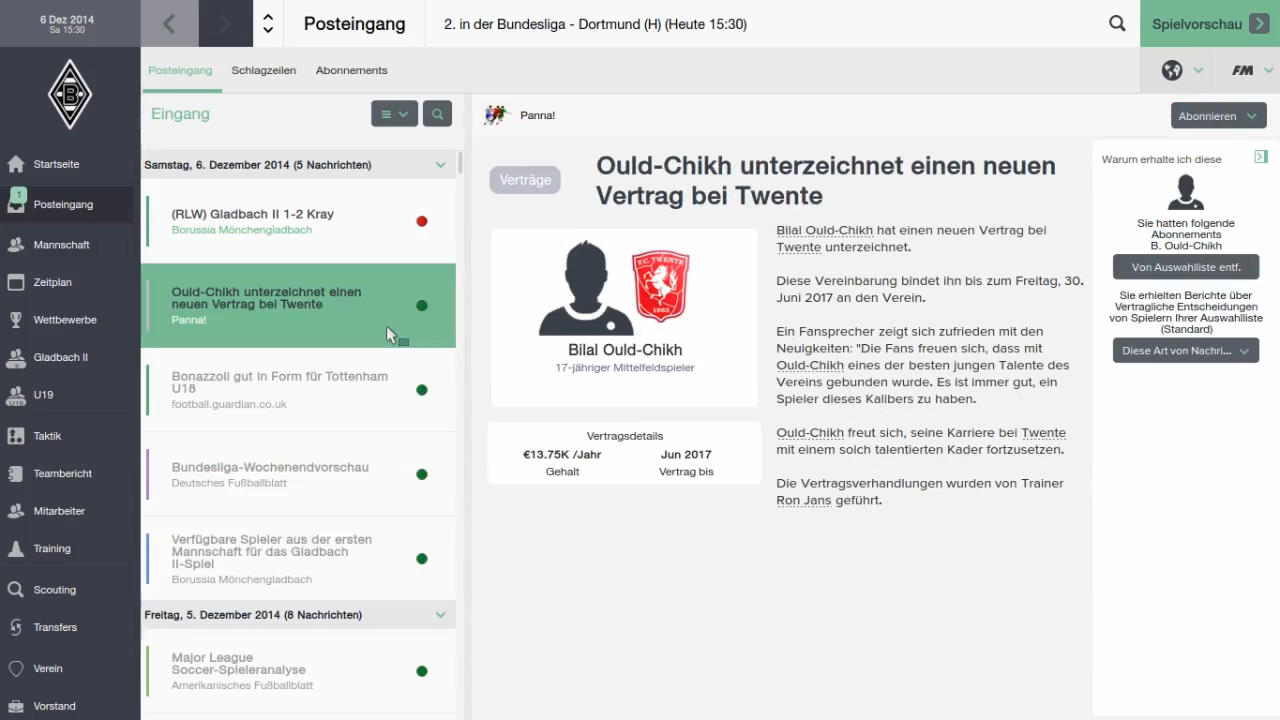 6 Dez 2014
Sa 15:30
Posteingang
2. in der Bundesliga - Dortmund (H) (Heute 15:30)
Spielvorschau
Posteingang
Schlagzeilen
Abonnements
FM
B
Startseite
1
Posteingang
Mannschaft
Zeitplan
Wettbewerbe
Gladbach II
U19
Taktik
Teambericht
Mitarbeiter
Training
Scouting
Transfers
Verein
Vorstand
Eingang
Samstag, 6. Dezember 2014 (5 Nachrichten)
(RLW) Gladbach II 1-2 Kray
Borussia Mönchengladbach
Ould-Chikh unterzeichnet einen
neuen Vertrag bei Twente
Panna!
Bonazzoli gut in Form für Tottenham
U18
football.guardian.co.uk
Bundesliga-Wochenendvorschau
Deutsches Fußballblatt
Verfügbare Spieler aus der ersten
Mannschaft für das Gladbach
II-Spiel
Borussia Mönchengladbach
Freitag, 5. Dezember 2014 (8 Nachrichten)
Major League
Soccer-Spieleranalyse
Amerikanisches Fußballblatt
Panna!
Abonnieren
Verträge
Ould-Chikh unterzeichnet einen neuen
Vertrag bei Twente
F.C. TWENTE
1965
Bilal Ould-Chikh
17-jähriger Mittelfeldspieler
Vertragsdetails
€13.75K /Jahr
Jun 2017
Gehalt
Vertrag bis
Bilal Ould-Chikh hat einen neuen Vertrag bei
Twente unterzeichnet.
Diese Vereinbarung bindet ihn bis zum Freitag, 30.
Juni 2017 an den Verein.
Ein Fansprecher zeigt sich zufrieden mit den
Neuigkeiten: "Die Fans freuen sich, dass mit
Ould-Chikh eines der besten jungen Talente des
Vereins gebunden wurde. Es ist immer gut, ein
Spieler dieses Kalibers zu haben.
Ould-Chikh freut sich, seine Karriere bei Twente
mit einem solch talentierten Kader fortzusetzen.
Die Vertragsverhandlungen wurden von Trainer
Ron Jans geführt.
Warum erhalte ich diese
Sie hatten folgende
Abonnements
B. Ould-Chikh
Von Auswahlliste entf.
Sie erhielten Berichte über
Vertragliche Entscheidungen
von Spielern Ihrer Auswahlliste
(Standard)
Diese Art von Nachri...